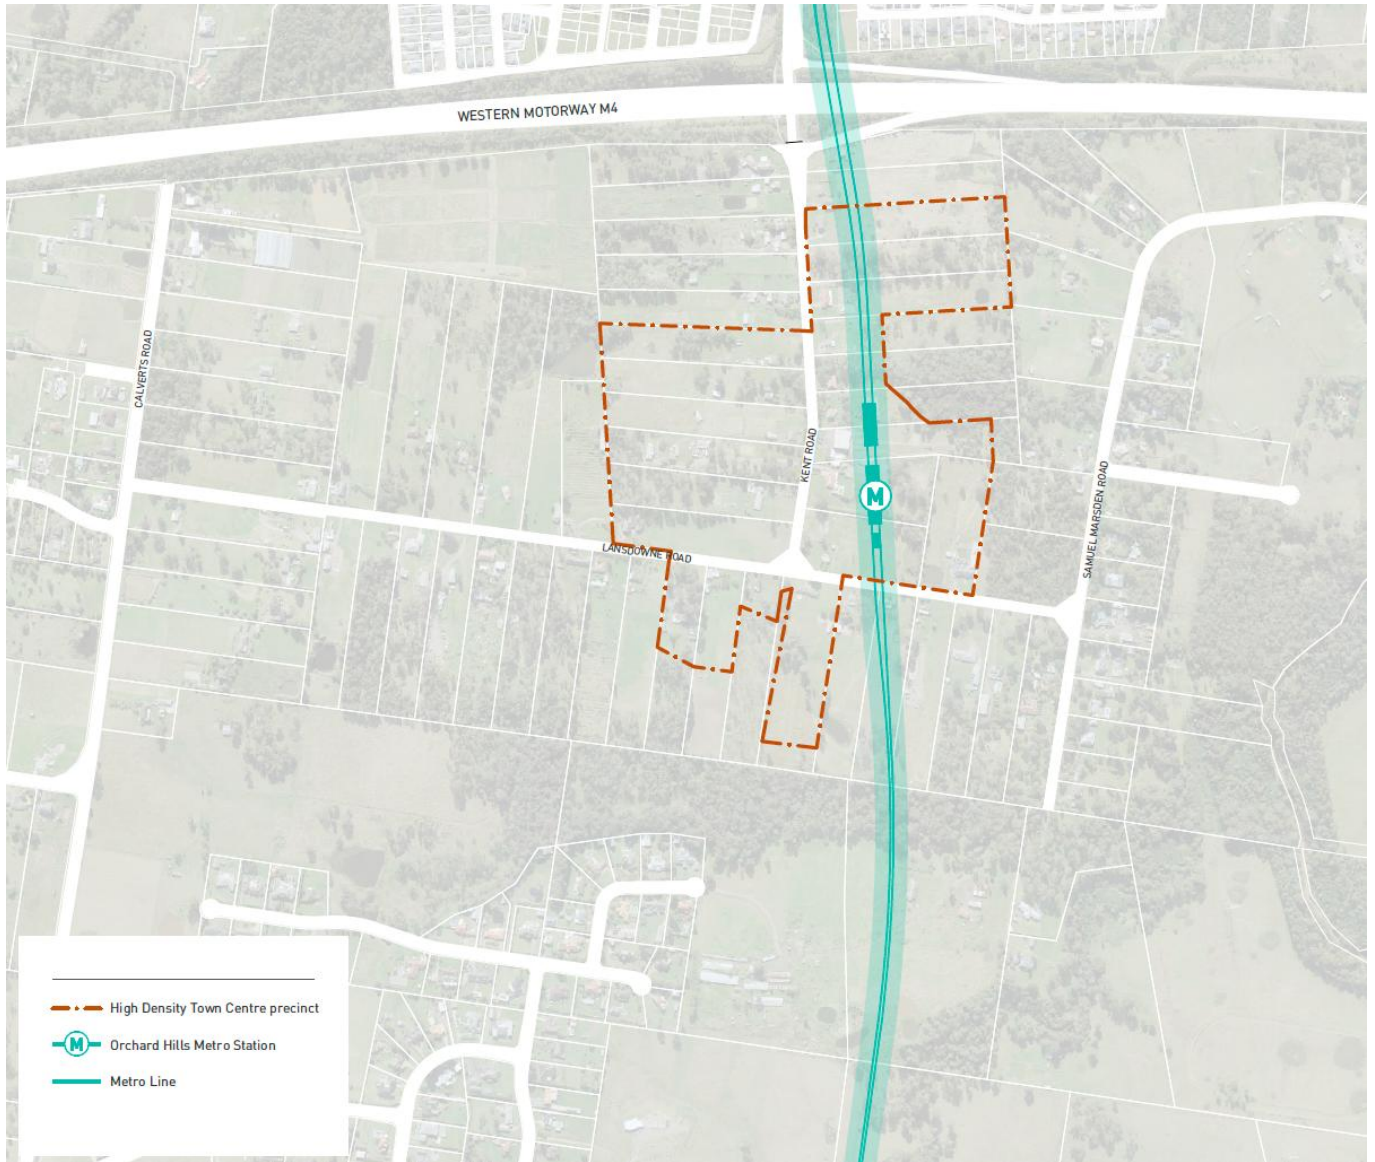 WESTERN MOTORWAY M4
CALVERTS ROAD
KENT ROAD
SAMUEL MARSDEN ROAD
M
LANSDOWNE ROAD
High Density Town Centre precinct
M
Orchard Hills Metro Station
Metro Line